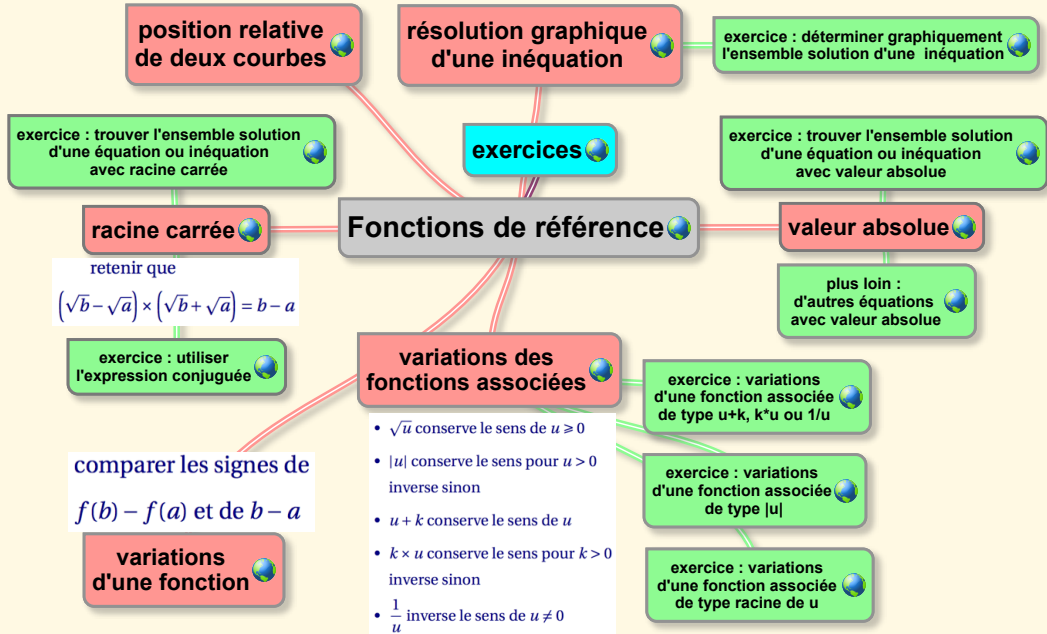 position relative
de deux courbes
résolution graphique
d'une inéquation
exercice : déterminer graphiquement
l'ensemble solution d'une inéquation
exercice : trouver l'ensemble solution
d'une équation ou inéquation
avec racine carrée
exercices
exercice : trouver l'ensemble solution
d'une équation ou inéquation
avec valeur absolue
racine carrée
Fonctions de référence
valeur absolue
retenir que
(√b − √a) × (√b + √a) = b − a
plus loin :
d'autres équations
avec valeur absolue
exercice : utiliser
l'expression conjuguée
variations des
fonctions associées
exercice : variations
d'une fonction associée
de type u+k, k*u ou 1/u
• √u conserve le sens de u ⩾ 0
• |u| conserve le sens pour u > 0
inverse sinon
• u + k conserve le sens de u
• k × u conserve le sens pour k > 0
inverse sinon
• 1/u inverse le sens de u ≠ 0
comparer les signes de
f(b) − f(a) et de b − a
variations
d'une fonction
exercice : variations
d'une fonction associée
de type |u|
exercice : variations
d'une fonction associée
de type racine de u